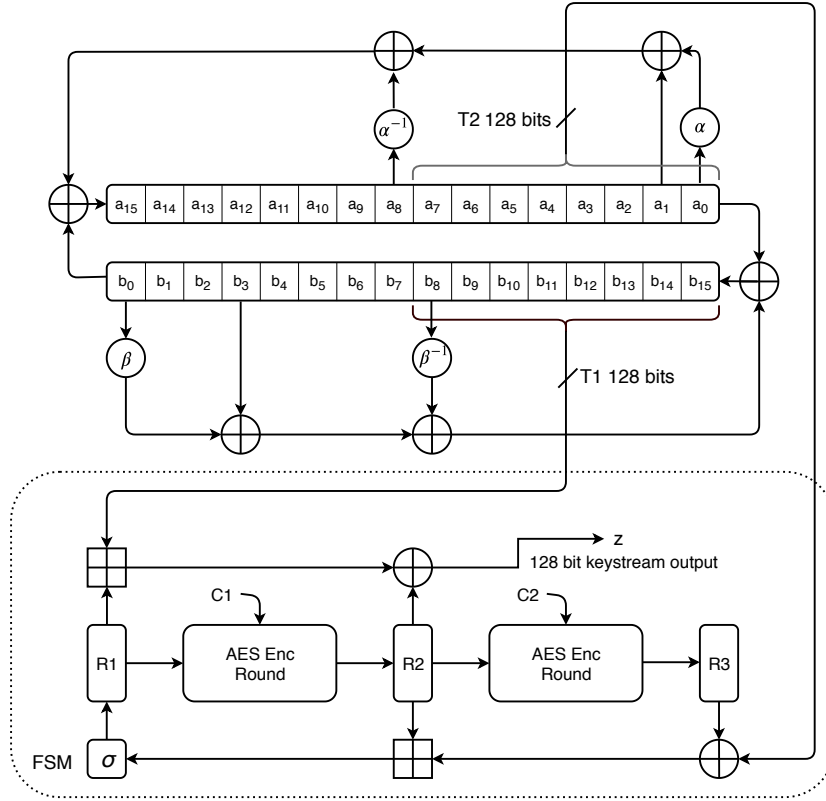 T2 128 bits
α⁻¹
α
a₁₅ a₁₄ a₁₃ a₁₂ a₁₁ a₁₀ a₉ a₈ a₇ a₆ a₅ a₄ a₃ a₂ a₁ a₀
b₀ b₁ b₂ b₃ b₄ b₅ b₆ b₇ b₈ b₉ b₁₀ b₁₁ b₁₂ b₁₃ b₁₄ b₁₅
β
β⁻¹
T1 128 bits
z
128 bit keystream output
C1
C2
R1
AES Enc
Round
R2
AES Enc
Round
R3
FSM
σ